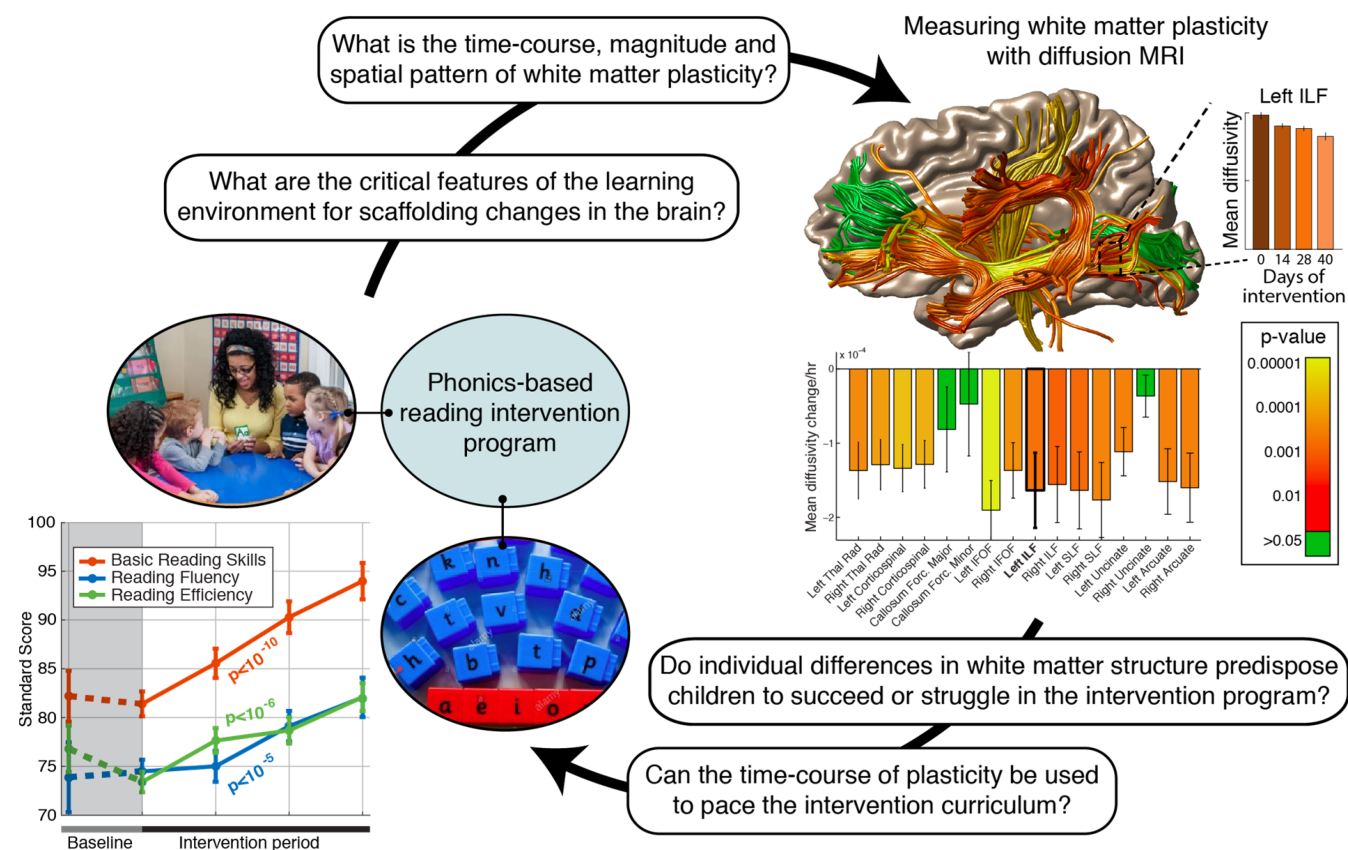 What is the time-course, magnitude and
spatial pattern of white matter plasticity?
What are the critical features of the learning
environment for scaffolding changes in the brain?
Measuring white matter plasticity
with diffusion MRI
Left ILF
Mean diffusivity
0 14 28 40
Days of
intervention
Phonics-based
reading intervention
program
Aa
p-value
0.00001
0.0001
0.001
0.01
>0.05
x 10⁻⁴
0
-1
-2
Mean diffusivity change/hr
Left Thal Rad
Right Thal Rad
Left Corticospinal
Right Corticospinal
Callosum Forc. Major
Callosum Forc. Minor
Left IFOF
Right IFOF
Left ILF
Right ILF
Left SLF
Right SLF
Left Uncinate
Right Uncinate
Left Arcuate
Right Arcuate
100
95
90
85
80
75
70
Standard Score
Basic Reading Skills
Reading Fluency
Reading Efficiency
p<10⁻¹⁰
p<10⁻⁶
p<10⁻⁵
Baseline
Intervention period
k n h
c t v
h b t p
a e i o
alamy
Do individual differences in white matter structure predispose
children to succeed or struggle in the intervention program?
Can the time-course of plasticity be used
to pace the intervention curriculum?